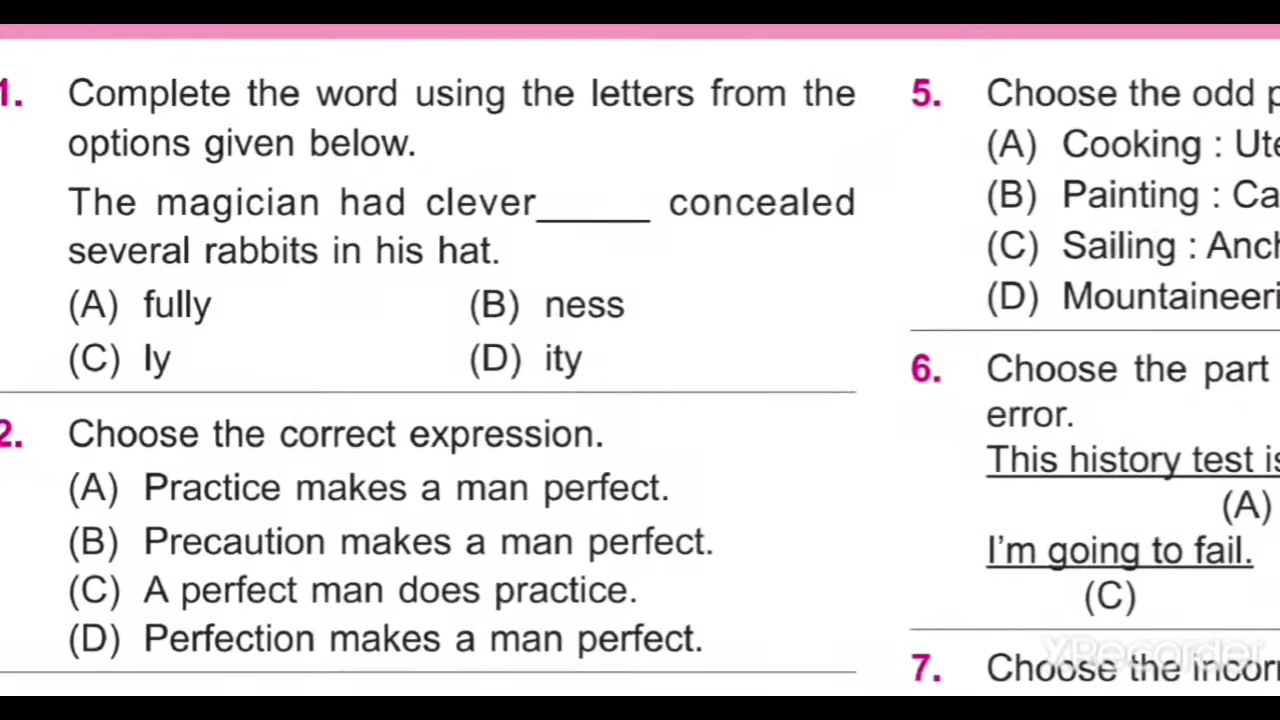 1. Complete the word using the letters from the
options given below.
The magician had clever_____ concealed
several rabbits in his hat.
(A) fully (B) ness
(C) ly (D) ity
2. Choose the correct expression.
(A) Practice makes a man perfect.
(B) Precaution makes a man perfect.
(C) A perfect man does practice.
(D) Perfection makes a man perfect.
5. Choose the odd
(A) Cooking :
(B) Painting :
(C) Sailing :
(D)
6. Choose the part
error.
This history test is
(A)
I'm going to fail.
(C)
7. Choose the
XRecorder